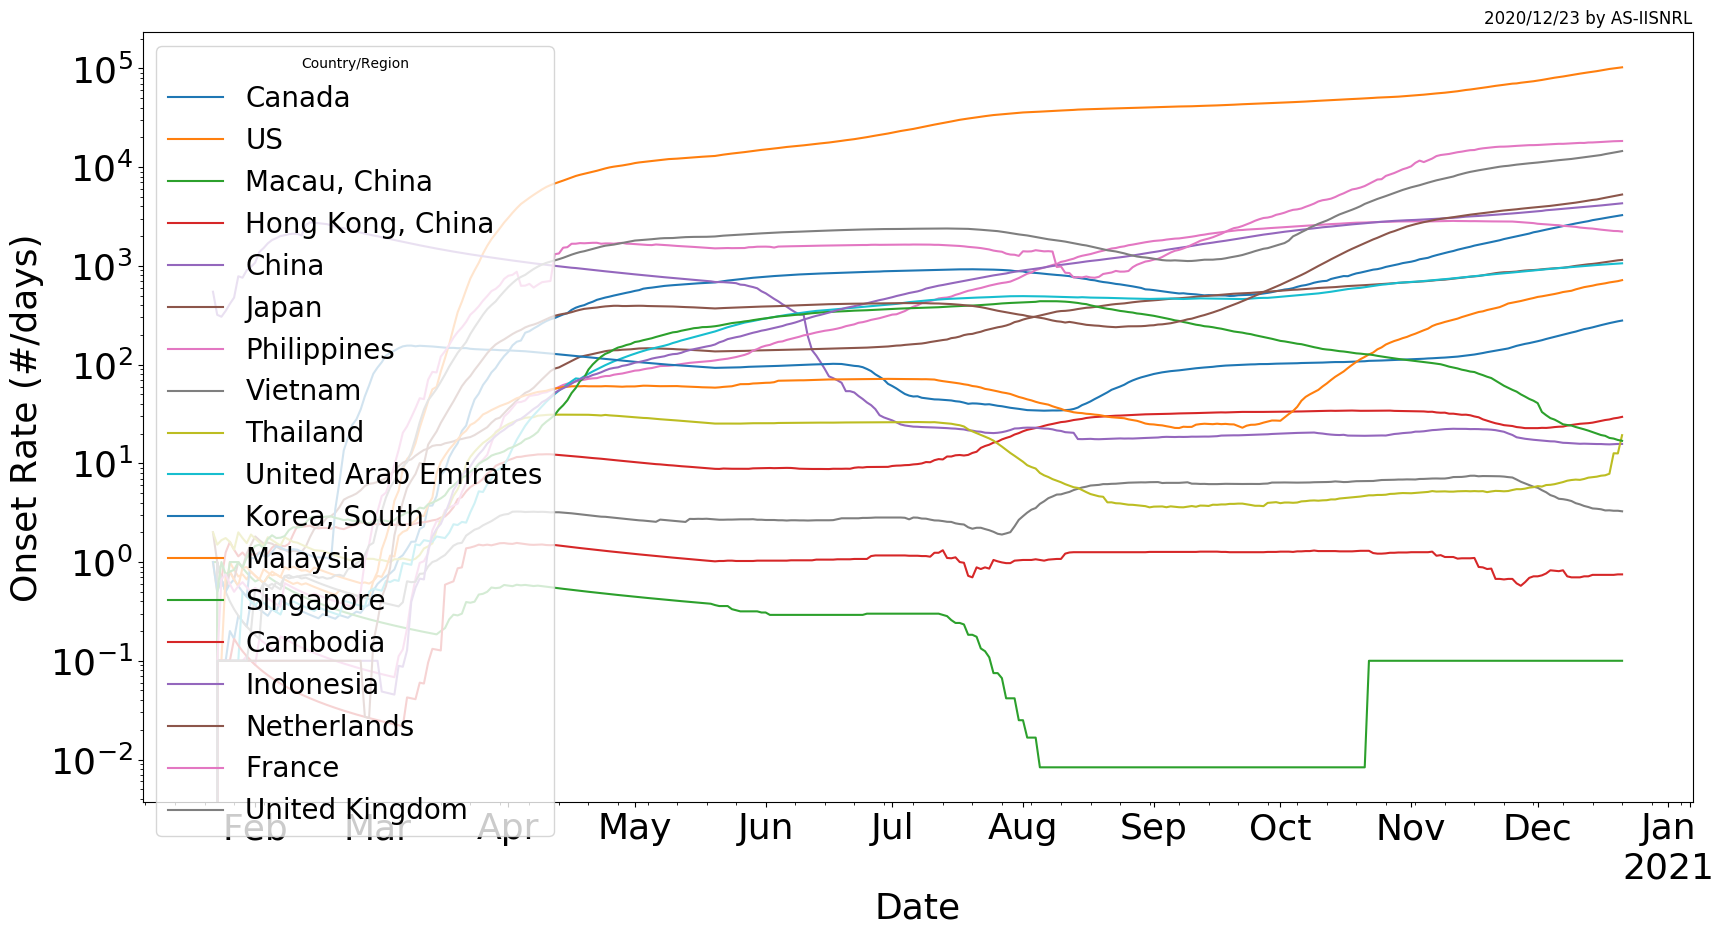 2020/12/23 by AS-IISNRL
Onset Rate (#/days)
10^5
10^4
10^3
10^2
10^1
10^0
10^−1
10^−2
Country/Region
Canada
US
Macau, China
Hong Kong, China
China
Japan
Philippines
Vietnam
Thailand
United Arab Emirates
Korea, South
Malaysia
Singapore
Cambodia
Indonesia
Netherlands
France
United Kingdom
Feb Mar Apr May Jun Jul Aug Sep Oct Nov Dec Jan
2021
Date